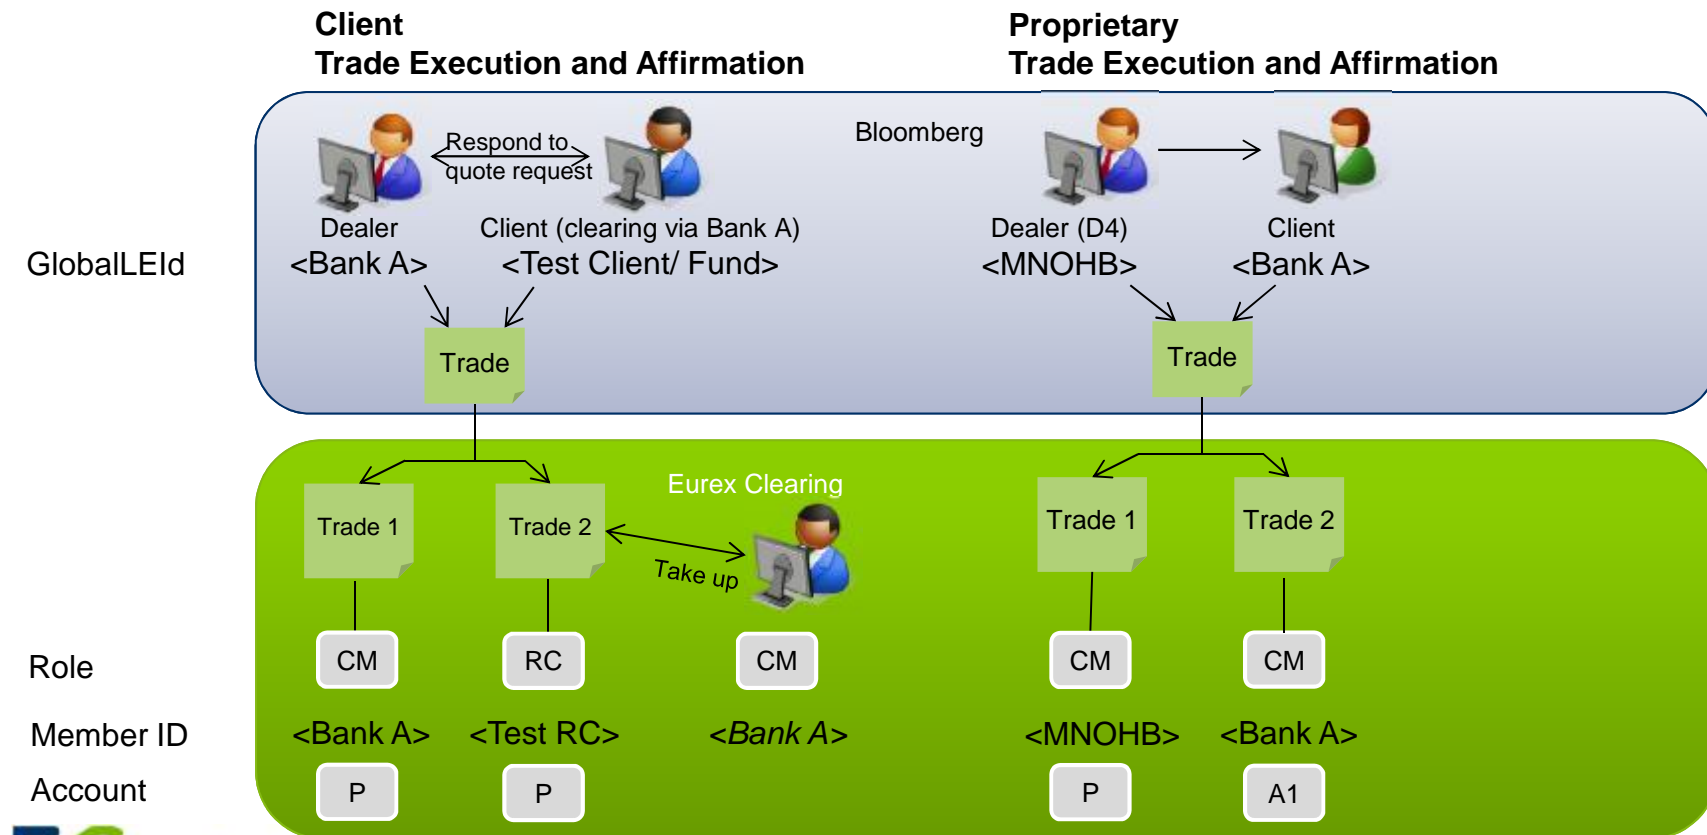 Client
Trade Execution and Affirmation
Proprietary
Trade Execution and Affirmation
Respond to
quote request
Bloomberg
Dealer
Client (clearing via Bank A)
Dealer (D4)
Client
GlobalLEId
<Bank A>
<Test Client/ Fund>
<MNOHB>
<Bank A>
Trade
Trade
Eurex Clearing
Trade 1
Trade 2
Take up
Trade 1
Trade 2
Role
CM
RC
CM
CM
CM
Member ID
<Bank A>
<Test RC>
<Bank A>
<MNOHB>
<Bank A>
Account
P
P
P
A1